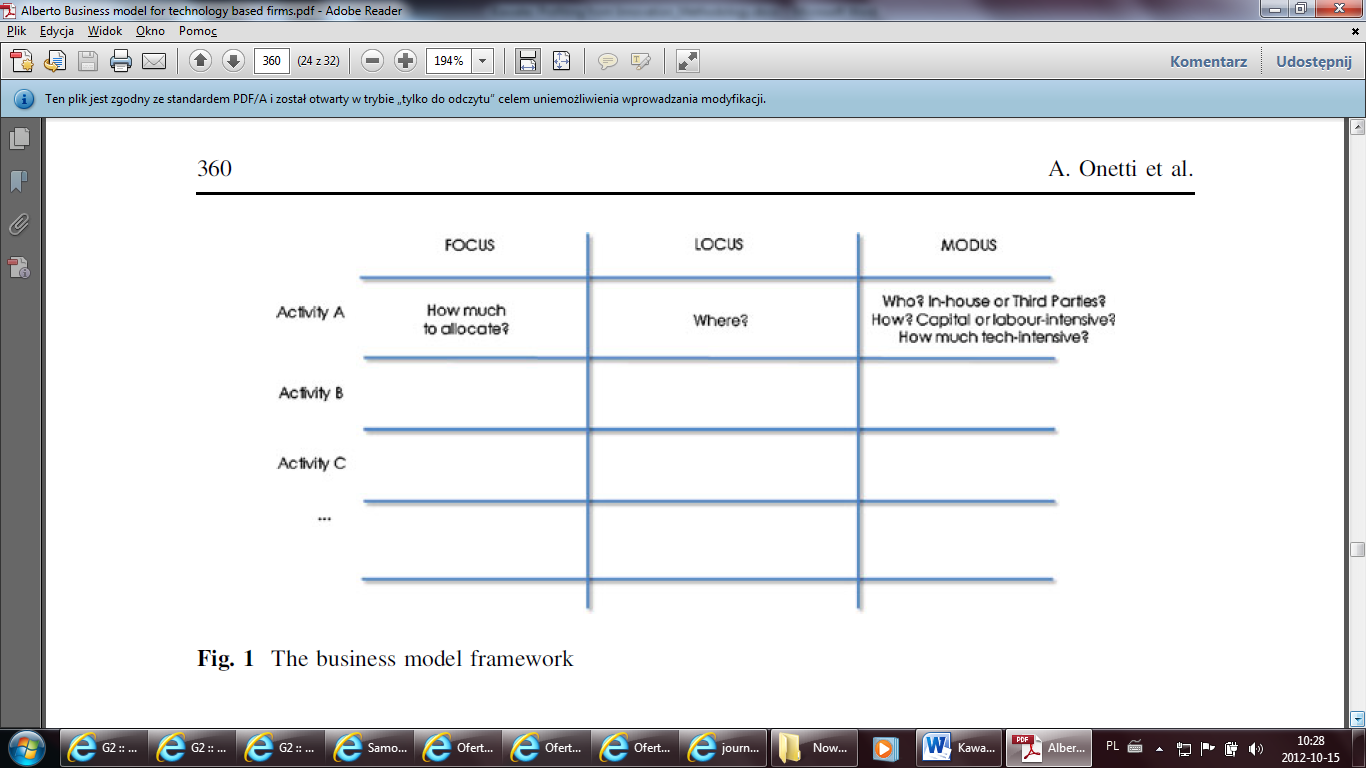 Alberto Business model for technology based firms.pdf - Adobe Reader
Plik Edycja Widok Okno Pomoc
360 (24 z 32) 194% Komentarz Udostępnij
Ten plik jest zgodny ze standardem PDF/A i został otwarty w trybie „tylko do odczytu" celem uniemożliwienia wprowadzania modyfikacji.
360 A. Onetti et al.
FOCUS LOCUS MODUS
Activity A
How much
to allocate?
Where?
Who? In-house or Third Parties?
How? Capital or labour-intensive?
How much tech-intensive?
Activity B
Activity C
...
Fig. 1 The business model framework
G2 :: ... G2 :: ... G2 :: ... Samo... Ofert... Ofert... Ofert... journ... Now... Kawa... Alber... PL 10:28
2012-10-15